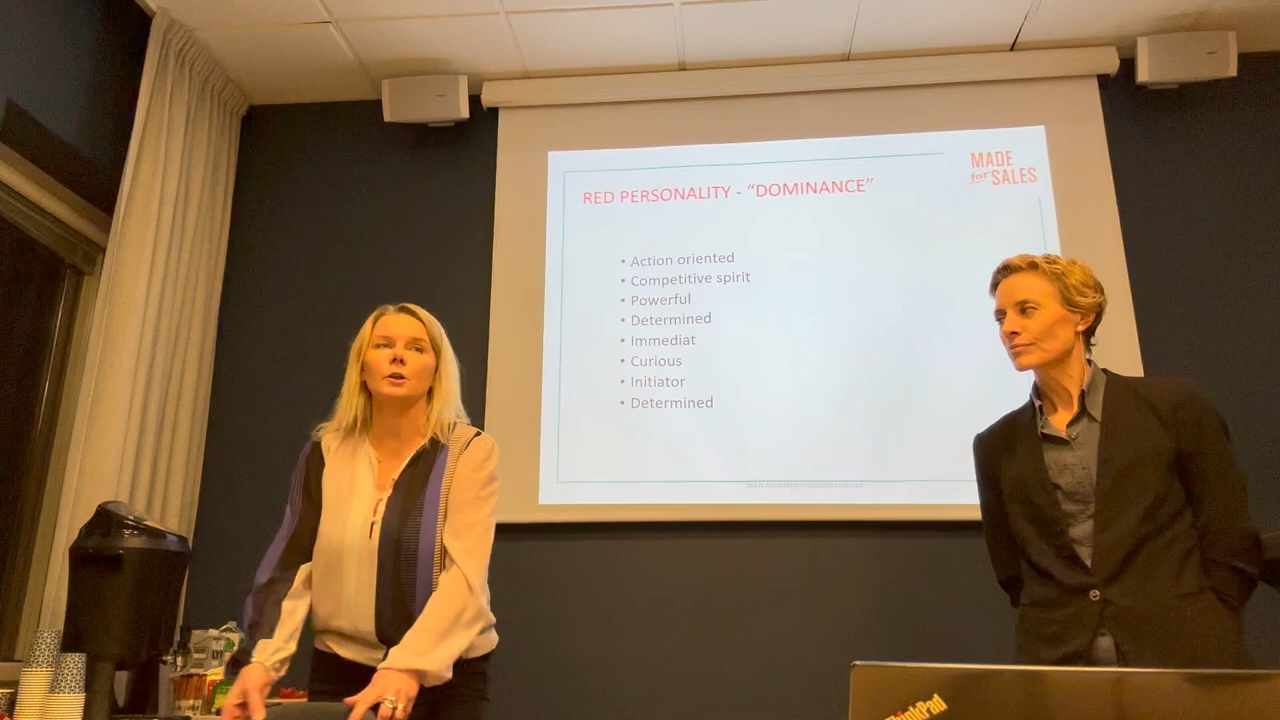 MADE
for SALES
RED PERSONALITY - “DOMINANCE”
• Action oriented
• Competitive spirit
• Powerful
• Determined
• Immediat
• Curious
• Initiator
• Determined
ThinkPad